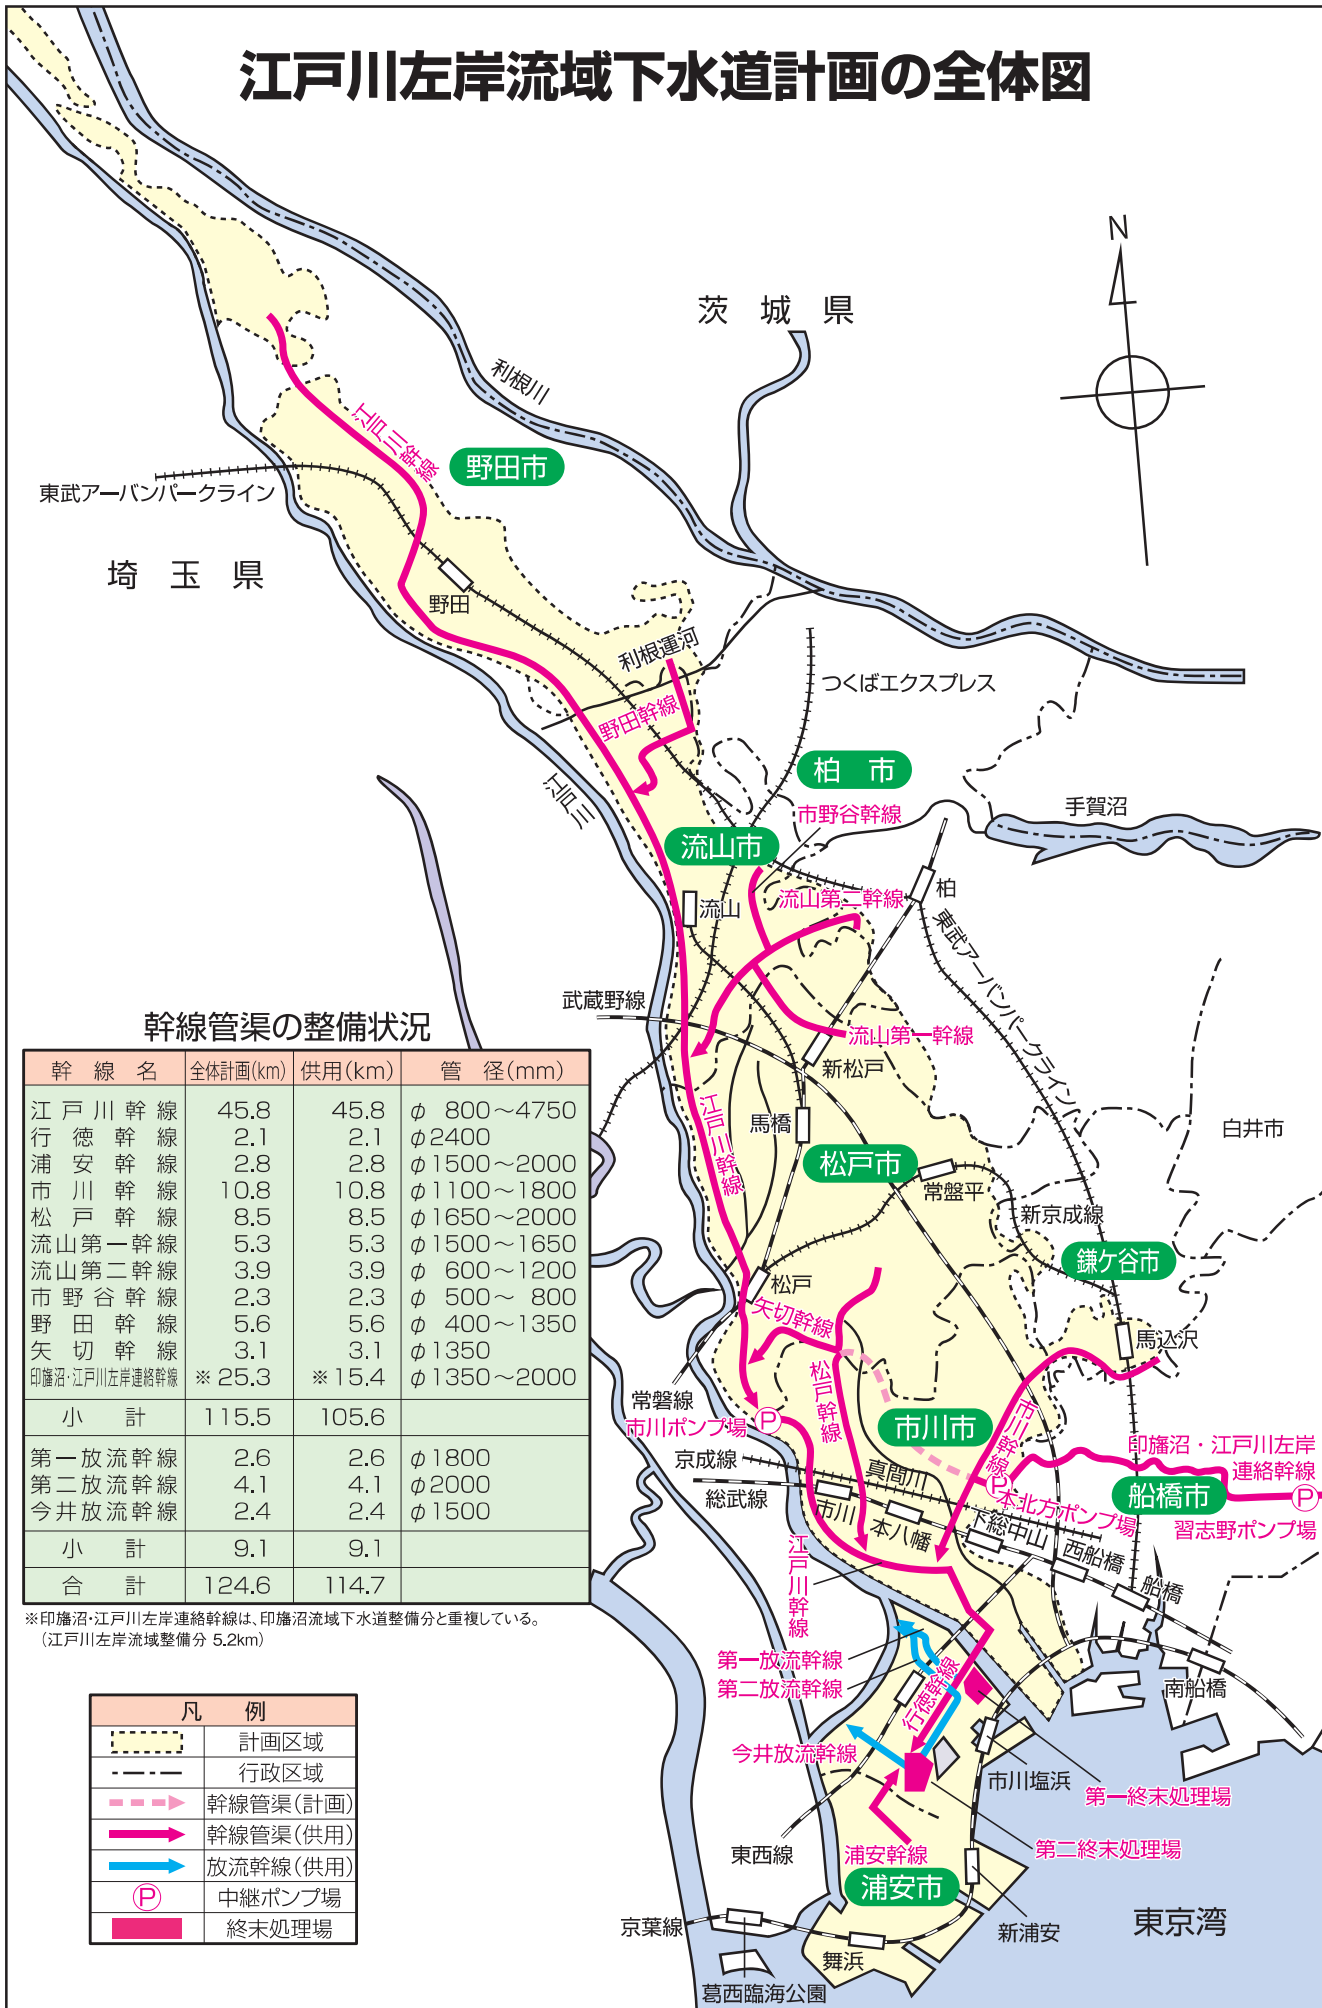 江戸川左岸流域下水道計画の全体図
N
茨城県
利根川
江戸川幹線
野田市
東武アーバンパークライン
埼玉県
野田
利根運河
つくばエクスプレス
野田幹線
柏市
江戸川
手賀沼
市野谷幹線
流山市
柏
流山第二幹線
流山
東武アーバンパークライン
武蔵野線
流山第一幹線
新松戸
江戸川幹線
馬橋
白井市
松戸市
常盤平
新京成線
鎌ケ谷市
松戸
矢切幹線
馬込沢
松戸幹線
常磐線
市川幹線
市川ポンプ場
P
市川市
印旛沼・江戸川左岸
連絡幹線
京成線
真間川
P
船橋市
P
総武線
市川
本八幡
本北方ポンプ場
習志野ポンプ場
下総中山
西船橋
船橋
江戸川幹線
第一放流幹線
第二放流幹線
行徳幹線
南船橋
今井放流幹線
市川塩浜
第一終末処理場
東西線
浦安幹線
第二終末処理場
浦安市
京葉線
新浦安
東京湾
舞浜
葛西臨海公園
幹線管渠の整備状況
幹線名 全体計画(km) 供用(km) 管径(mm)
江戸川幹線 45.8 45.8 φ 800～4750
行徳幹線 2.1 2.1 φ2400
浦安幹線 2.8 2.8 φ1500～2000
市川幹線 10.8 10.8 φ1100～1800
松戸幹線 8.5 8.5 φ1650～2000
流山第一幹線 5.3 5.3 φ1500～1650
流山第二幹線 3.9 3.9 φ 600～1200
市野谷幹線 2.3 2.3 φ 500～ 800
野田幹線 5.6 5.6 φ 400～1350
矢切幹線 3.1 3.1 φ1350
印旛沼・江戸川左岸連絡幹線 ※25.3 ※15.4 φ1350～2000
小計 115.5 105.6
第一放流幹線 2.6 2.6 φ1800
第二放流幹線 4.1 4.1 φ2000
今井放流幹線 2.4 2.4 φ1500
小計 9.1 9.1
合計 124.6 114.7
※印旛沼・江戸川左岸連絡幹線は、印旛沼流域下水道整備分と重複している。
(江戸川左岸流域整備分 5.2km)
凡例
計画区域
行政区域
幹線管渠(計画)
幹線管渠(供用)
放流幹線(供用)
P 中継ポンプ場
終末処理場